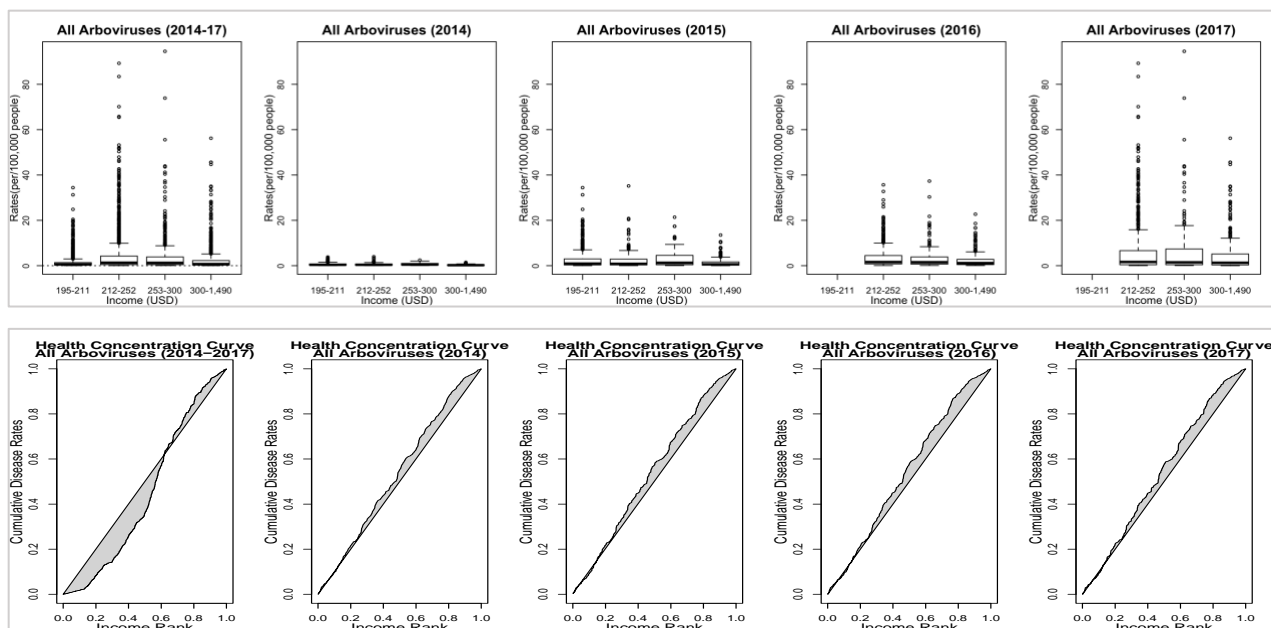 All Arboviruses (2014-17)
Rates(per/100,000 people)
0 20 40 60 80
195-211 212-252 253-300 300-1,490
Income (USD)
All Arboviruses (2014)
Rates(per/100,000 people)
0 20 40 60 80
195-211 212-252 253-300 300-1,490
Income (USD)
All Arboviruses (2015)
Rates(per/100,000 people)
0 20 40 60 80
195-211 212-252 253-300 300-1,490
Income (USD)
All Arboviruses (2016)
Rates(per/100,000 people)
0 20 40 60 80
195-211 212-252 253-300 300-1,490
Income (USD)
All Arboviruses (2017)
Rates(per/100,000 people)
0 20 40 60 80
195-211 212-252 253-300 300-1,490
Income (USD)
Health Concentration Curve
All Arboviruses (2014−2017)
Cumulative Disease Rates
0.0 0.2 0.4 0.6 0.8 1.0
0.0 0.2 0.4 0.6 0.8 1.0
Income Rank
Health Concentration Curve
All Arboviruses (2014)
Cumulative Disease Rates
0.0 0.2 0.4 0.6 0.8 1.0
0.0 0.2 0.4 0.6 0.8 1.0
Income Rank
Health Concentration Curve
All Arboviruses (2015)
Cumulative Disease Rates
0.0 0.2 0.4 0.6 0.8 1.0
0.0 0.2 0.4 0.6 0.8 1.0
Income Rank
Health Concentration Curve
All Arboviruses (2016)
Cumulative Disease Rates
0.0 0.2 0.4 0.6 0.8 1.0
0.0 0.2 0.4 0.6 0.8 1.0
Income Rank
Health Concentration Curve
All Arboviruses (2017)
Cumulative Disease Rates
0.0 0.2 0.4 0.6 0.8 1.0
0.0 0.2 0.4 0.6 0.8 1.0
Income Rank